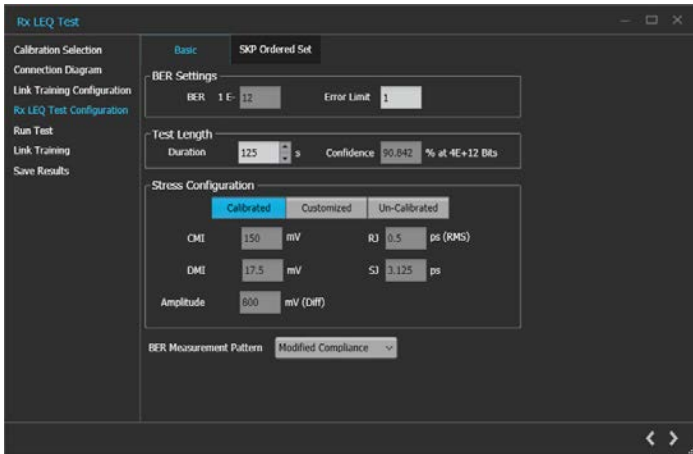 Rx LEQ Test
Calibration Selection
Connection Diagram
Link Training Configuration
Rx LEQ Test Configuration
Run Test
Link Training
Save Results
Basic
SKP Ordered Set
BER Settings
BER 1 E- 12 Error Limit 1
Test Length
Duration 125 s Confidence 90.842 % at 4E+12 Bits
Stress Configuration
Calibrated Customized Un-Calibrated
CMI 150 mV RJ 0.5 ps (RMS)
DMI 17.5 mV SJ 3.125 ps
Amplitude 800 mV (Diff)
BER Measurement Pattern Modified Compliance